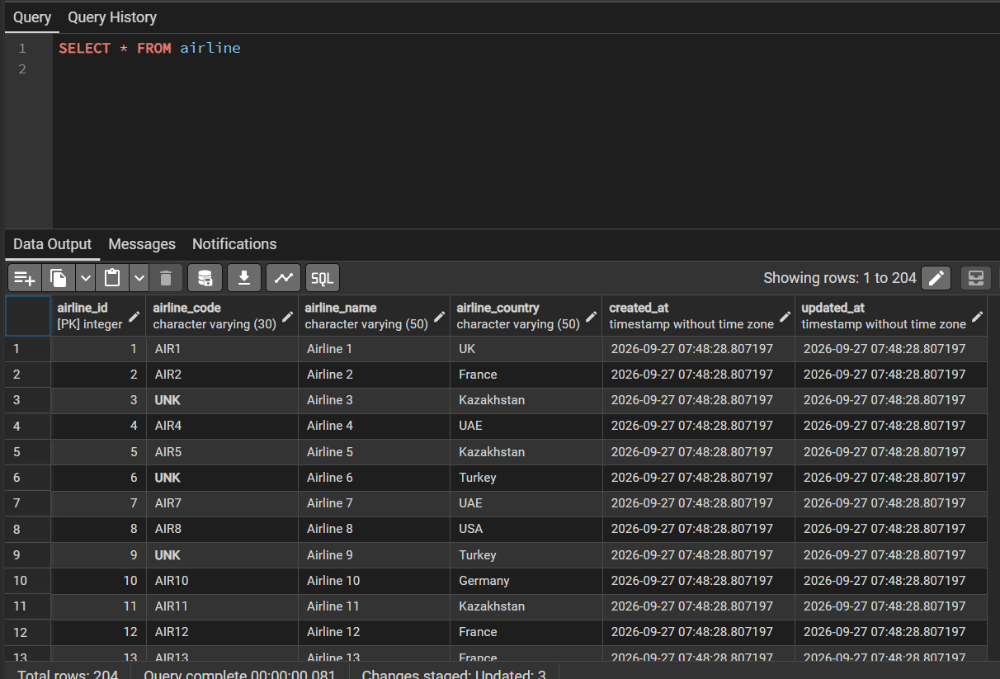 Query Query History
1 SELECT * FROM airline
2
Data Output Messages Notifications
SQL Showing rows: 1 to 204
airline_id airline_code airline_name airline_country created_at updated_at
[PK] integer character varying (30) character varying (50) character varying (50) timestamp without time zone timestamp without time zone
1 1 AIR1 Airline 1 UK 2026-09-27 07:48:28.807197 2026-09-27 07:48:28.807197
2 2 AIR2 Airline 2 France 2026-09-27 07:48:28.807197 2026-09-27 07:48:28.807197
3 3 UNK Airline 3 Kazakhstan 2026-09-27 07:48:28.807197 2026-09-27 07:48:28.807197
4 4 AIR4 Airline 4 UAE 2026-09-27 07:48:28.807197 2026-09-27 07:48:28.807197
5 5 AIR5 Airline 5 Kazakhstan 2026-09-27 07:48:28.807197 2026-09-27 07:48:28.807197
6 6 UNK Airline 6 Turkey 2026-09-27 07:48:28.807197 2026-09-27 07:48:28.807197
7 7 AIR7 Airline 7 UAE 2026-09-27 07:48:28.807197 2026-09-27 07:48:28.807197
8 8 AIR8 Airline 8 USA 2026-09-27 07:48:28.807197 2026-09-27 07:48:28.807197
9 9 UNK Airline 9 Turkey 2026-09-27 07:48:28.807197 2026-09-27 07:48:28.807197
10 10 AIR10 Airline 10 Germany 2026-09-27 07:48:28.807197 2026-09-27 07:48:28.807197
11 11 AIR11 Airline 11 Kazakhstan 2026-09-27 07:48:28.807197 2026-09-27 07:48:28.807197
12 12 AIR12 Airline 12 France 2026-09-27 07:48:28.807197 2026-09-27 07:48:28.807197
13 13 AIR13 Airline 13 France 2026-09-27 07:48:28.807197 2026-09-27 07:48:28.807197
Total rows: 204 Query complete 00:00:00.081 Changes staged: Updated: 3